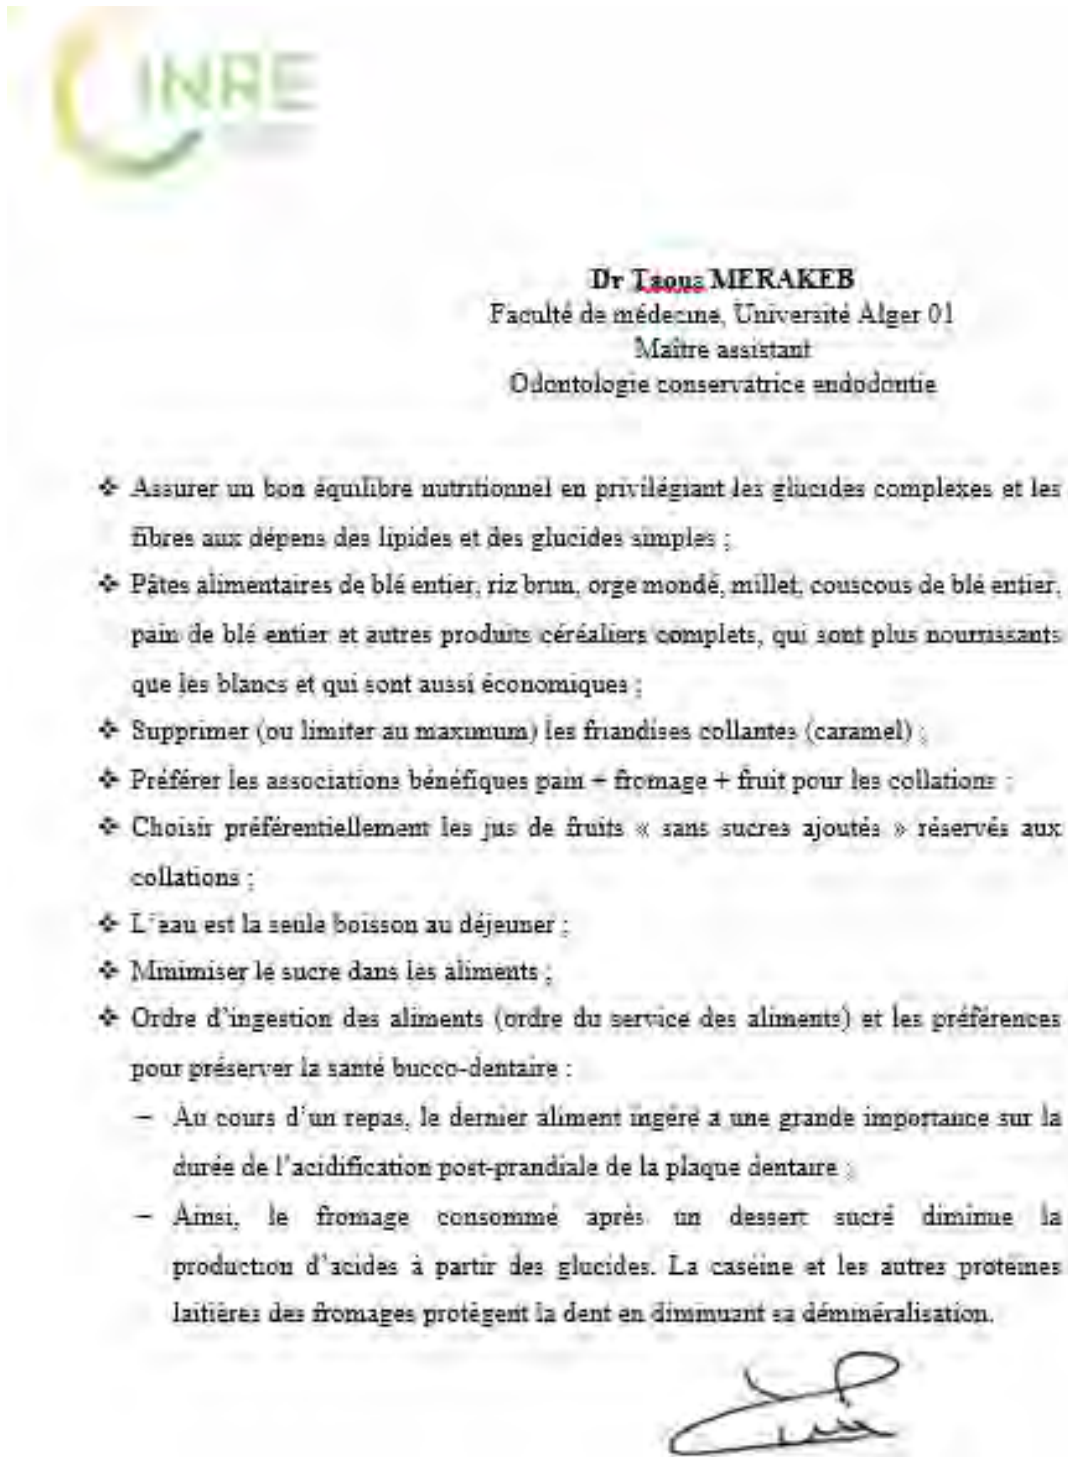 INRE
Dr Taous MERAKEB
Faculté de médecine, Université Alger 01
Maître assistant
Odontologie conservatrice endodontie
❖ Assurer un bon équilibre nutritionnel en privilégiant les glucides complexes et les
fibres aux dépens des lipides et des glucides simples ;
❖ Pâtes alimentaires de blé entier, riz brun, orge mondé, millet, couscous de blé entier,
pain de blé entier et autres produits céréaliers complets, qui sont plus nourrissants
que les blancs et qui sont aussi économiques ;
❖ Supprimer (ou limiter au maximum) les friandises collantes (caramel) ;
❖ Préférer les associations bénéfiques pain + fromage + fruit pour les collations ;
❖ Choisir préférentiellement les jus de fruits « sans sucres ajoutés » réservés aux
collations ;
❖ L'eau est la seule boisson au déjeuner ;
❖ Minimiser le sucre dans les aliments ;
❖ Ordre d'ingestion des aliments (ordre du service des aliments) et les préférences
pour préserver la santé bucco-dentaire :
– Au cours d'un repas, le dernier aliment ingéré a une grande importance sur la
durée de l'acidification post-prandiale de la plaque dentaire ;
– Ainsi, le fromage consommé après un dessert sucré diminue la
production d'acides à partir des glucides. La caséine et les autres protéines
laitières des fromages protègent la dent en diminuant sa déminéralisation.